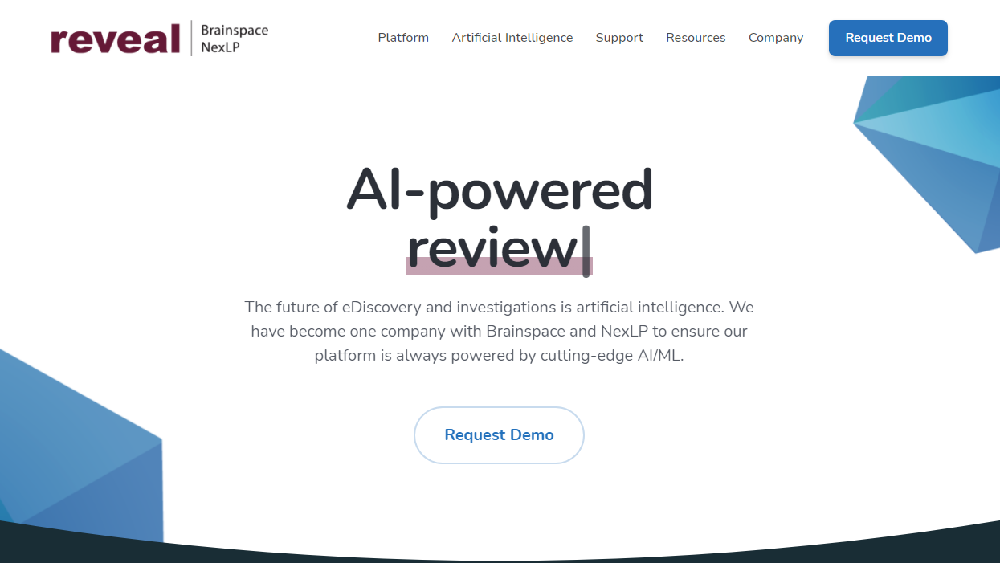 reveal
Brainspace
NexLP
Platform
Artificial Intelligence
Support
Resources
Company
Request Demo
AI-powered
review|
The future of eDiscovery and investigations is artificial intelligence. We
have become one company with Brainspace and NexLP to ensure our
platform is always powered by cutting-edge AI/ML.
Request Demo